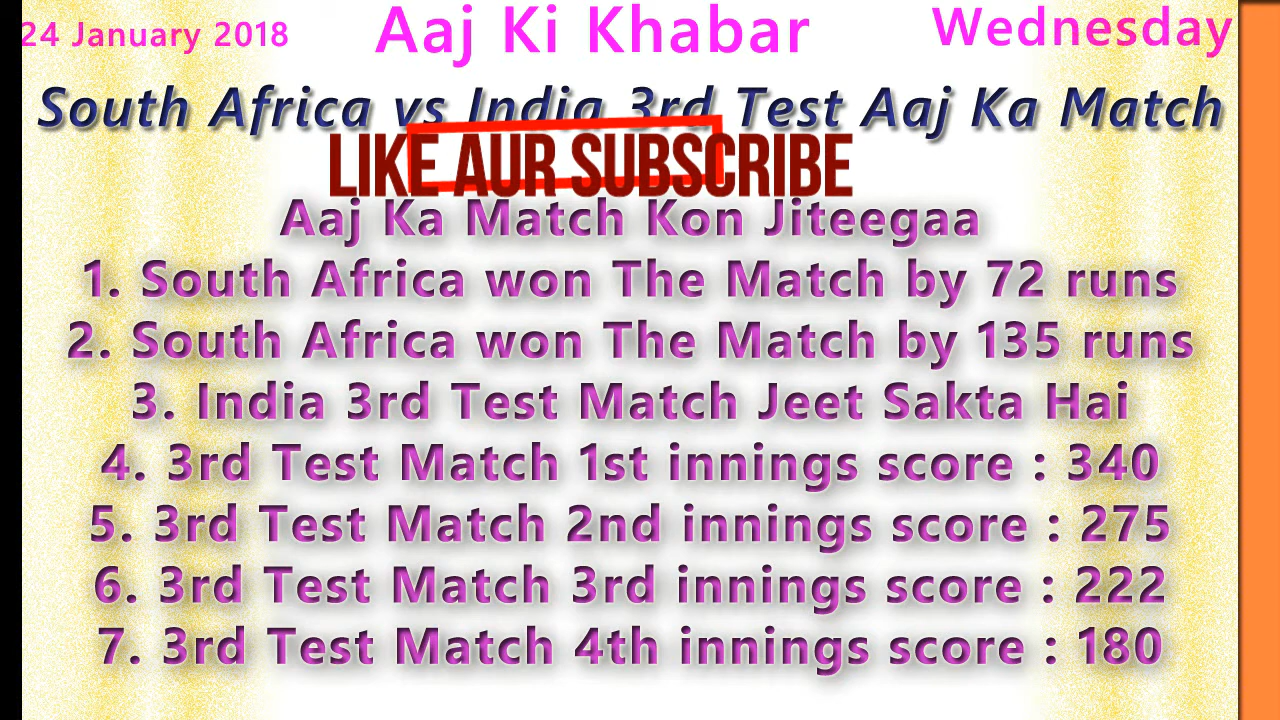 24 January 2018 Aaj Ki Khabar Wednesday
South Africa vs India 3rd Test Aaj Ka Match
LIKE AUR SUBSCRIBE
Aaj Ka Match Kon Jiteegaa
1. South Africa won The Match by 72 runs
2. South Africa won The Match by 135 runs
3. India 3rd Test Match Jeet Sakta Hai
4. 3rd Test Match 1st innings score : 340
5. 3rd Test Match 2nd innings score : 275
6. 3rd Test Match 3rd innings score : 222
7. 3rd Test Match 4th innings score : 180